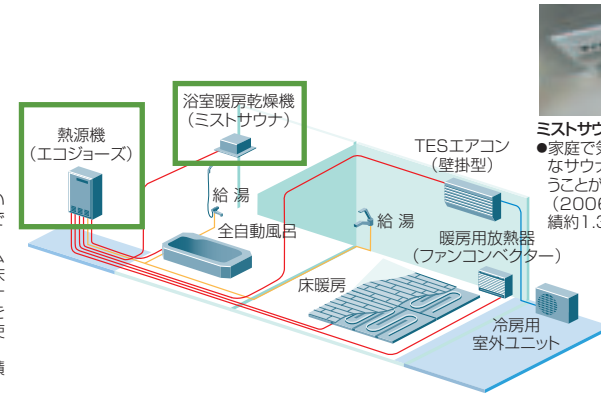 熱源機
(エコジョーズ)
浴室暖房乾燥機
(ミストサウナ)
給 湯
全自動風呂
床暖房
給 湯
TESエアコン
(壁掛型)
暖房用放熱器
(ファンコンベクター)
冷房用
室外ユニット
ミストサウ
●家庭で気
なサウナ
うことが
(2006
績約1.3